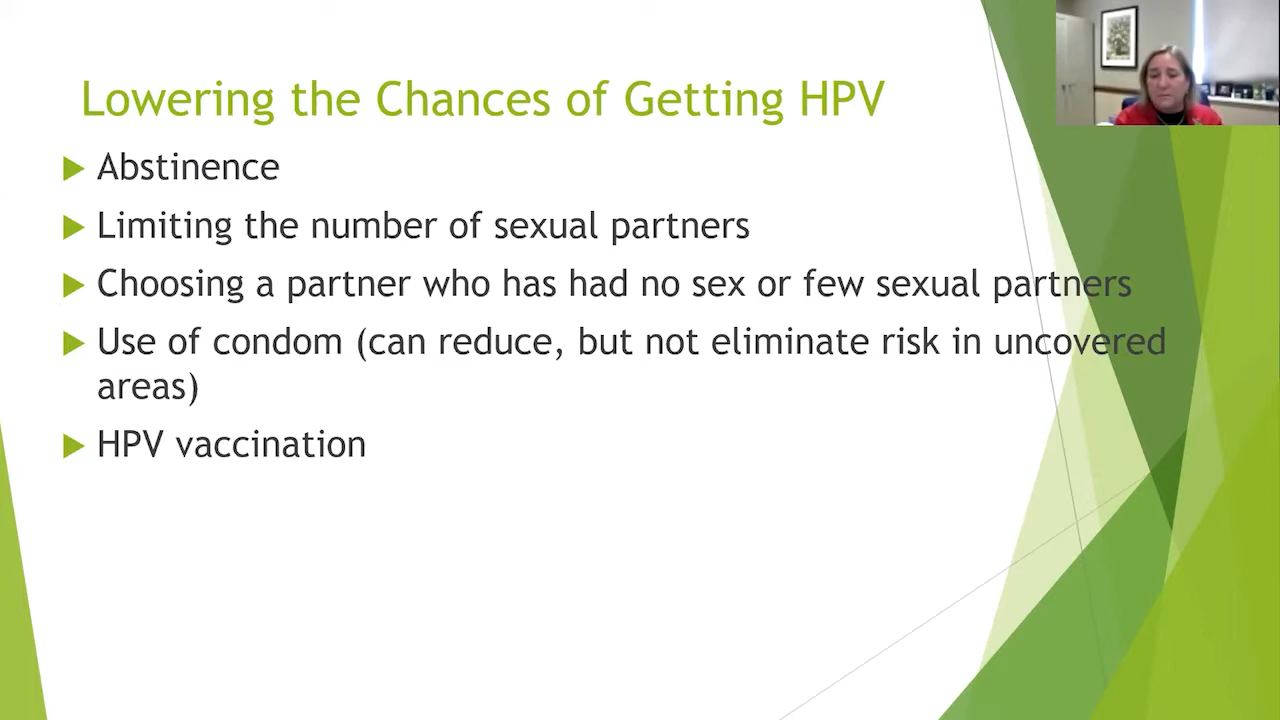 Lowering the Chances of Getting HPV
Abstinence
Limiting the number of sexual partners
Choosing a partner who has had no sex or few sexual partners
Use of condom (can reduce, but not eliminate risk in uncovered
areas)
HPV vaccination